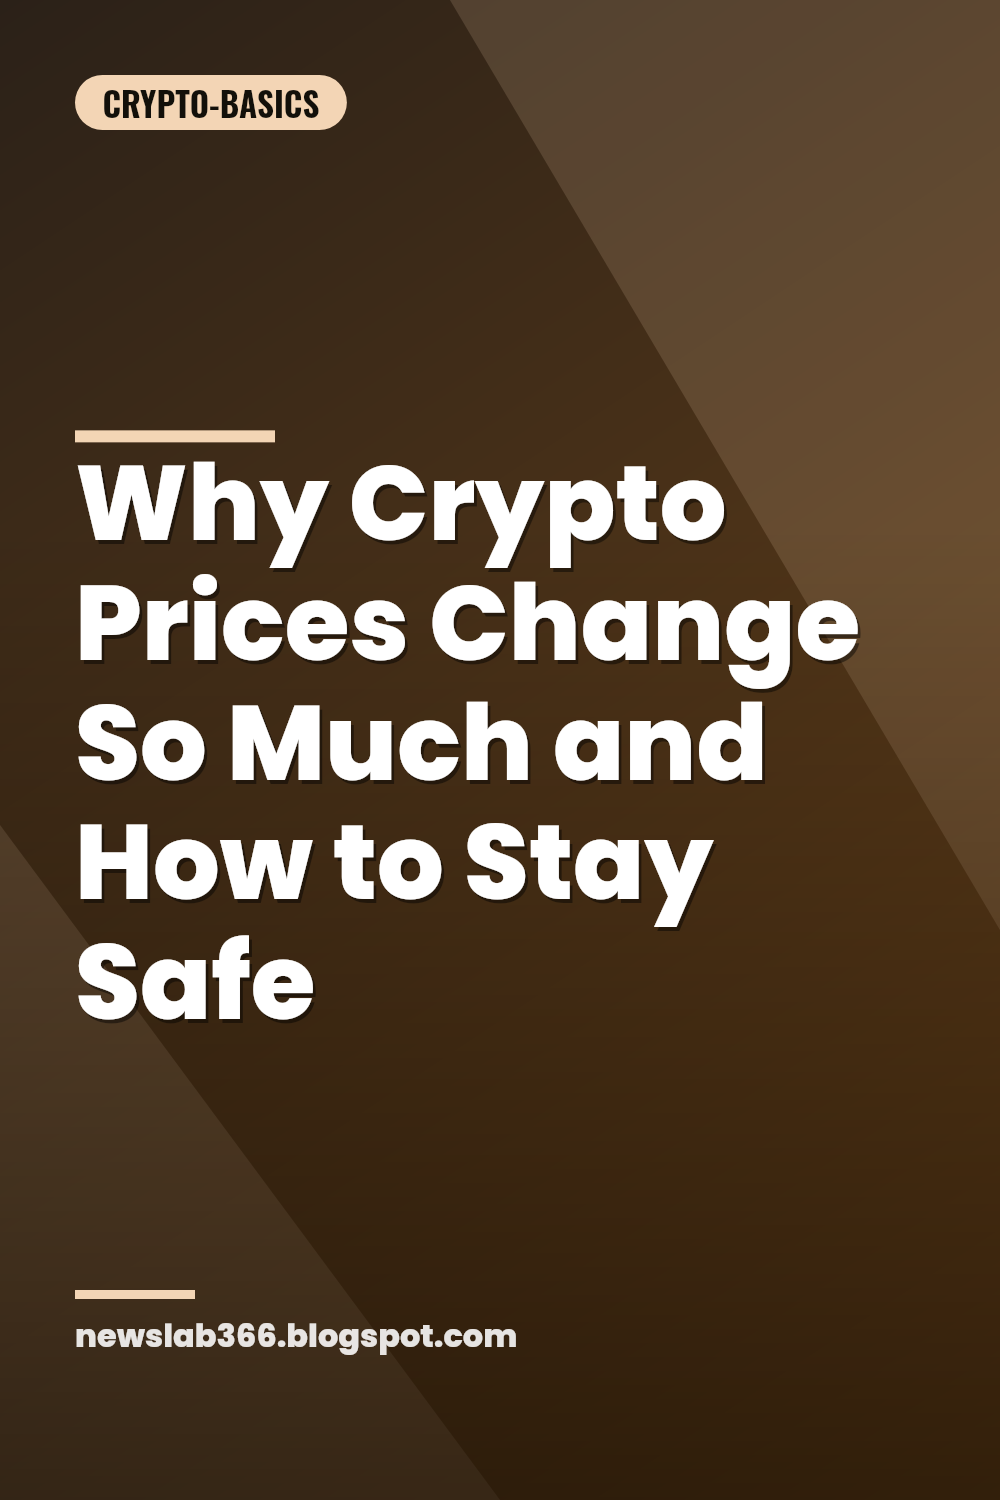 CRYPTO-BASICS
Why Crypto
Prices Change
So Much and
How to Stay
Safe
newslab366.blogspot.com